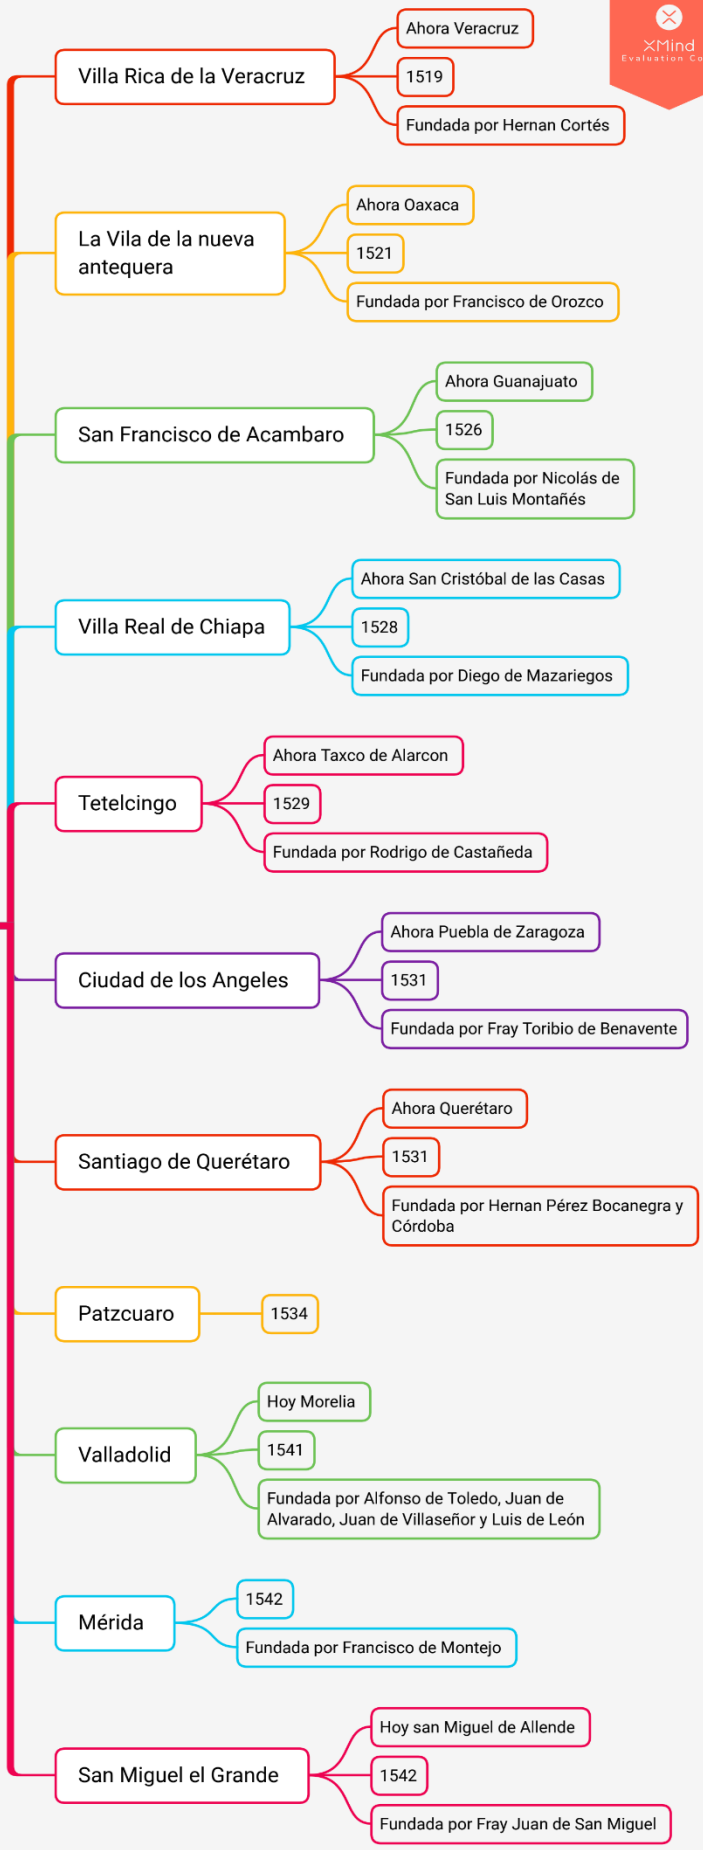 XMind
Evaluation Co
Villa Rica de la Veracruz
Ahora Veracruz
1519
Fundada por Hernan Cortés
La Vila de la nueva
antequera
Ahora Oaxaca
1521
Fundada por Francisco de Orozco
San Francisco de Acambaro
Ahora Guanajuato
1526
Fundada por Nicolás de
San Luis Montañés
Villa Real de Chiapa
Ahora San Cristóbal de las Casas
1528
Fundada por Diego de Mazariegos
Tetelcingo
Ahora Taxco de Alarcon
1529
Fundada por Rodrigo de Castañeda
Ciudad de los Angeles
Ahora Puebla de Zaragoza
1531
Fundada por Fray Toribio de Benavente
Santiago de Querétaro
Ahora Querétaro
1531
Fundada por Hernan Pérez Bocanegra y
Córdoba
Patzcuaro
1534
Valladolid
Hoy Morelia
1541
Fundada por Alfonso de Toledo, Juan de
Alvarado, Juan de Villaseñor y Luis de León
Mérida
1542
Fundada por Francisco de Montejo
San Miguel el Grande
Hoy san Miguel de Allende
1542
Fundada por Fray Juan de San Miguel